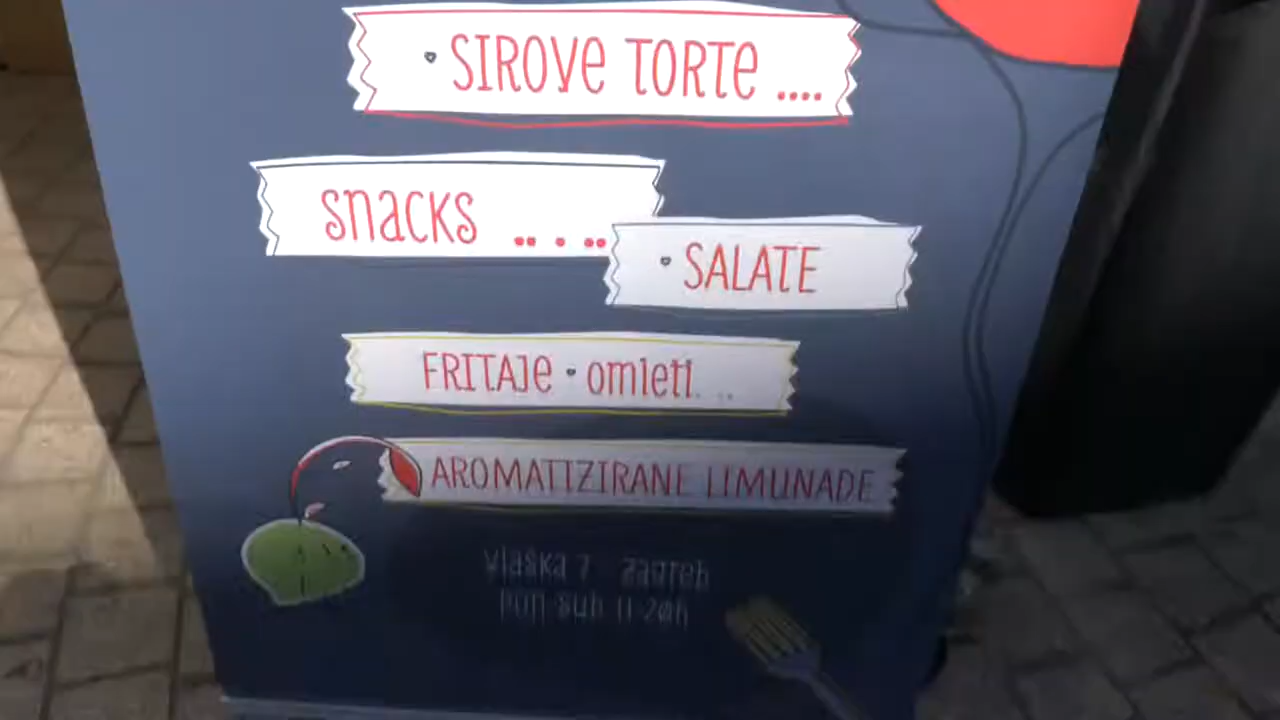 • SIROVE TORTE ....
snacks .. . ..
• SALATE
FRITAJE • omleti. ..
AROMATIZIRANE LIMUNADE
Vlaška 7 Zagreb
pon-sub 11-20h